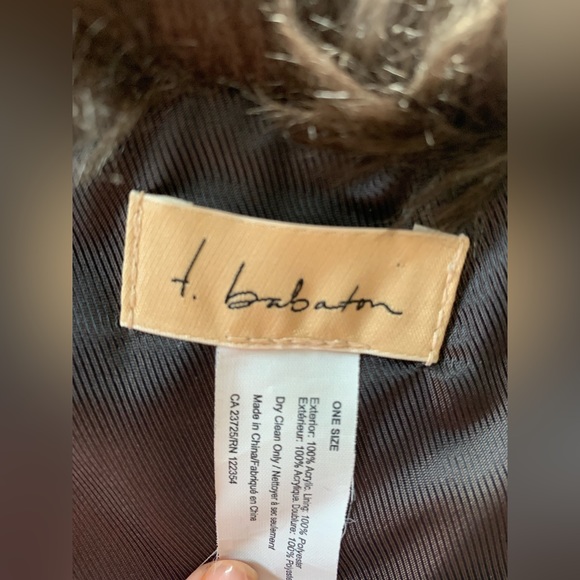 t. babaton
ONE SIZE
Exterior: 100% Acrylic, Lining: 100% Polyester
Extérieur: 100% Acrylique, Doublure: 100% Polyes
Dry Clean Only / Nettoyer à sec seulement
Made in China/Fabriqué en Chine
CA 23725/RN 122354